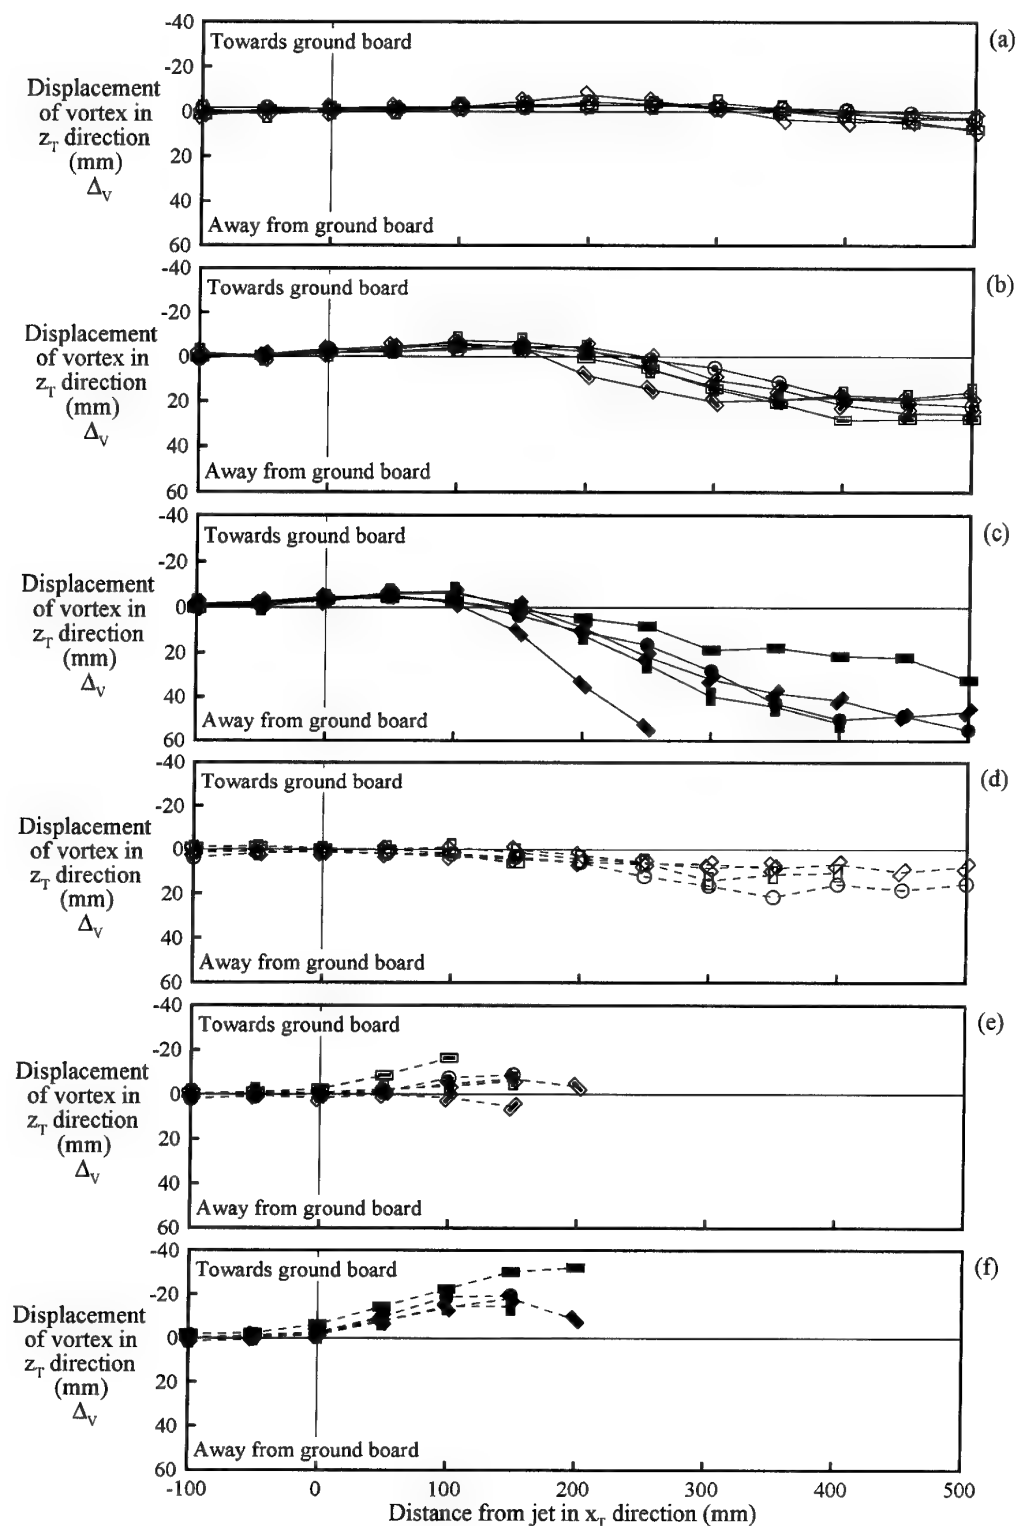 -40
Towards ground board
(a)
-20
Displacement
of vortex in
0
z_T direction
20
(mm)
Δ_V
40
Away from ground board
60
-40
Towards ground board
(b)
-20
Displacement
of vortex in
0
z_T direction
20
(mm)
Δ_V
40
Away from ground board
60
-40
Towards ground board
(c)
-20
Displacement
of vortex in
0
z_T direction
20
(mm)
Δ_V
40
Away from ground board
60
-40
Towards ground board
(d)
-20
Displacement
of vortex in
0
z_T direction
20
(mm)
Δ_V
40
Away from ground board
60
-40
Towards ground board
(e)
-20
Displacement
of vortex in
0
z_T direction
20
(mm)
Δ_V
40
Away from ground board
60
-40
Towards ground board
(f)
-20
Displacement
of vortex in
0
z_T direction
20
(mm)
Δ_V
40
Away from ground board
60
-100 0 100 200 300 400 500
Distance from jet in x_T direction (mm)